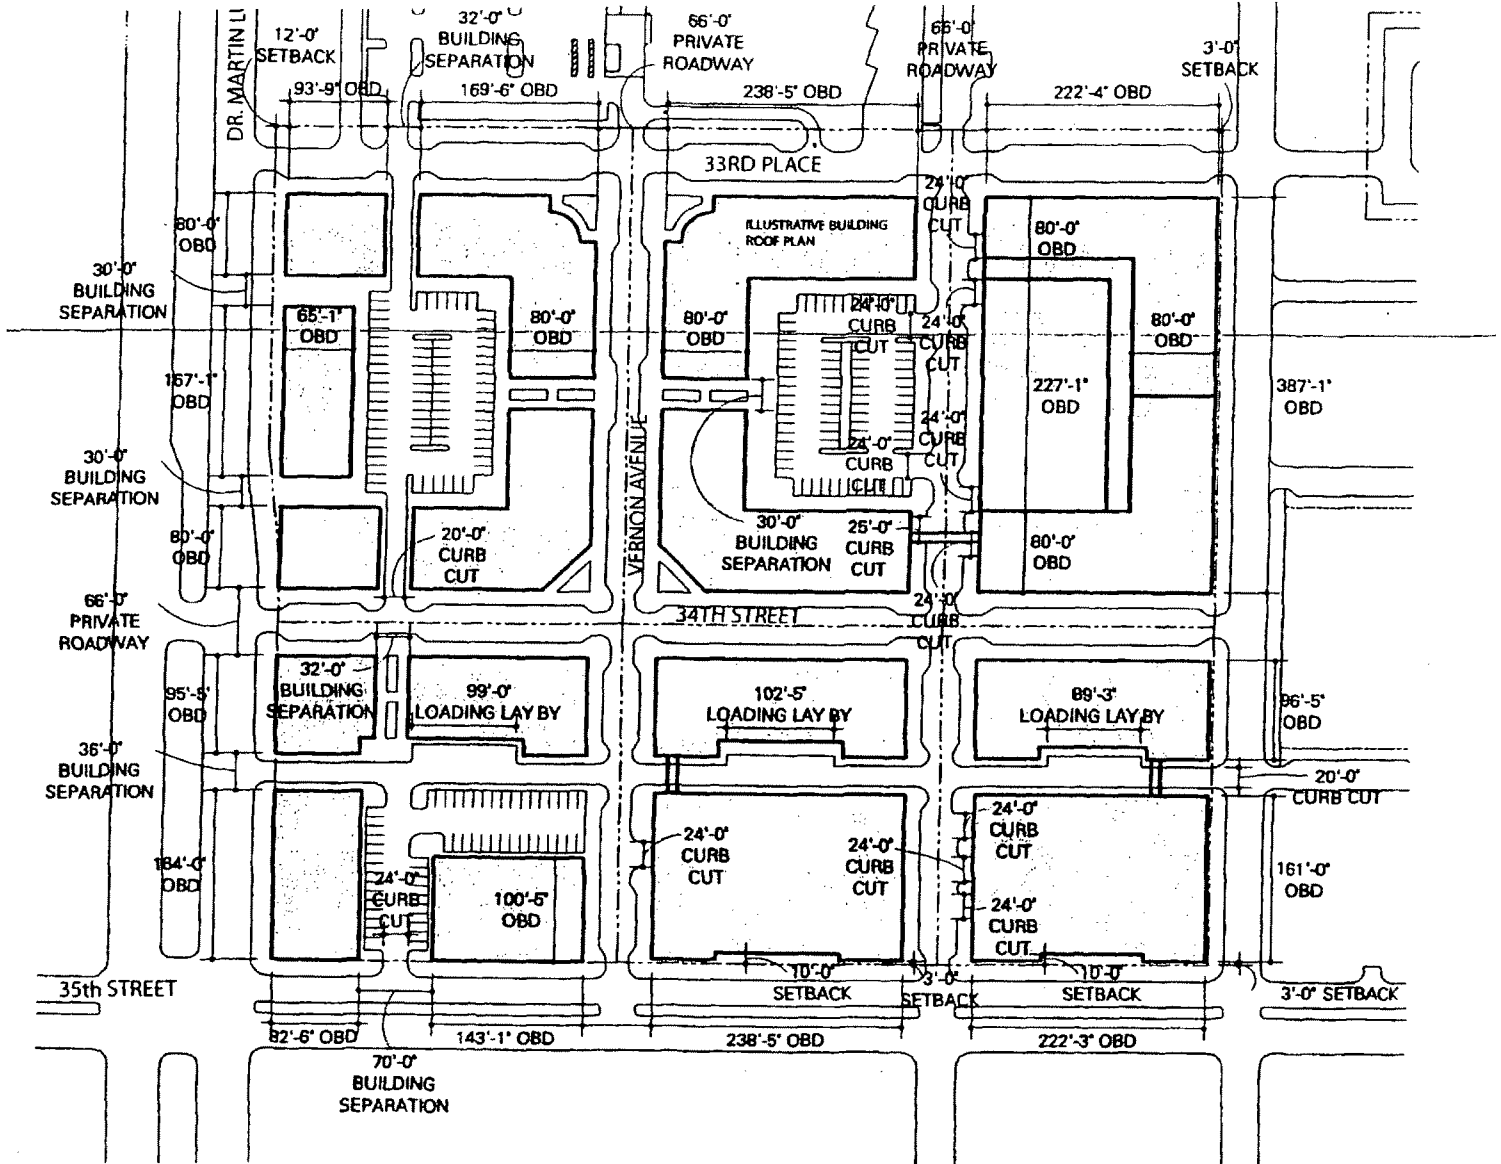 DR. MARTIN LU
12'-0"
SETBACK
32'-0"
BUILDING
SEPARATION
66'-0"
PRIVATE
ROADWAY
66'-0"
PRIVATE
ROADWAY
3'-0"
SETBACK
93'-9" OBD
169'-6" OBD
238'-5" OBD
222'-4" OBD
33RD PLACE
80'-0"
OBD
24'-0"
CURB
CUT
ILLUSTRATIVE BUILDING
ROOF PLAN
80'-0"
OBD
30'-0"
BUILDING
SEPARATION
65'-1"
OBD
80'-0"
OBD
80'-0"
OBD
24'-0"
CURB
CUT
24'-0"
CURB
CUT
80'-0"
OBD
167'-1"
OBD
227'-1"
OBD
387'-1"
OBD
VERNON AVENUE
24'-0"
CURB
CUT
24'-0"
CURB
CUT
30'-0"
BUILDING
SEPARATION
80'-0"
OBD
20'-0"
CURB
CUT
30'-0"
BUILDING
SEPARATION
25'-0"
CURB
CUT
80'-0"
OBD
66'-0"
PRIVATE
ROADWAY
34TH STREET
24'-0"
CURB
CUT
32'-0"
BUILDING
SEPARATION
95'-5"
OBD
99'-0"
LOADING LAY BY
102'-5"
LOADING LAY BY
89'-3"
LOADING LAY BY
96'-5"
OBD
36'-0"
BUILDING
SEPARATION
20'-0"
CURB CUT
164'-0"
OBD
24'-0"
CURB
CUT
100'-5"
OBD
24'-0"
CURB
CUT
24'-0"
CURB
CUT
24'-0"
CURB
CUT
24'-0"
CURB
CUT
161'-0"
OBD
35th STREET
10'-0"
SETBACK
3'-0"
SETBACK
10'-0"
SETBACK
3'-0" SETBACK
82'-6" OBD
143'-1" OBD
238'-5" OBD
222'-3" OBD
70'-0"
BUILDING
SEPARATION